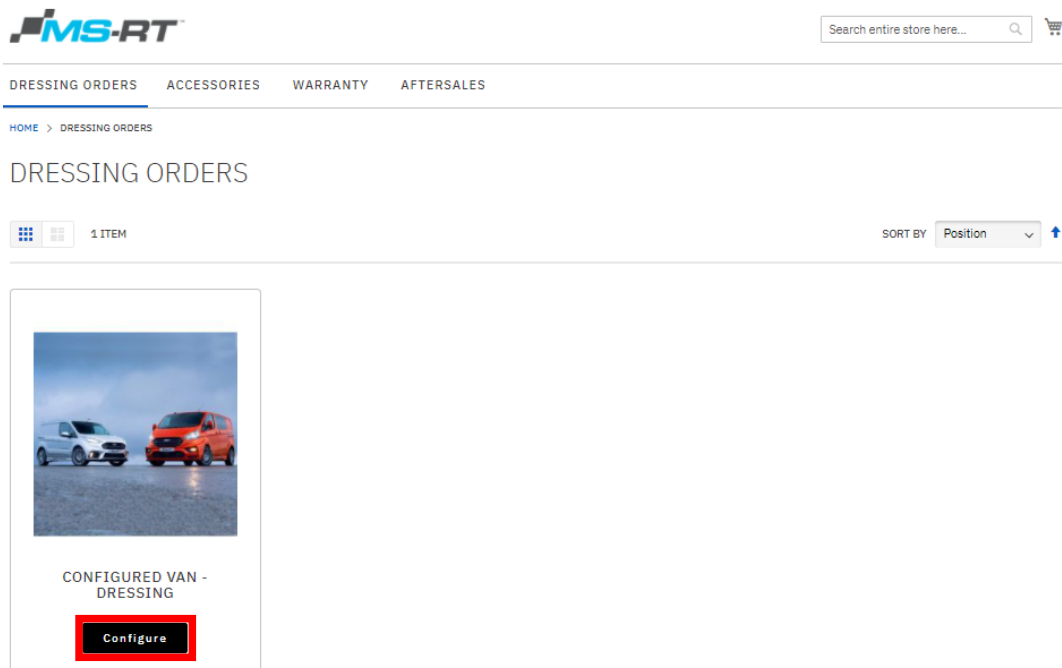 MS-RT™
Search entire store here...
DRESSING ORDERS ACCESSORIES WARRANTY AFTERSALES
HOME > DRESSING ORDERS
DRESSING ORDERS
1 ITEM
SORT BY Position
CONFIGURED VAN -
DRESSING
Configure